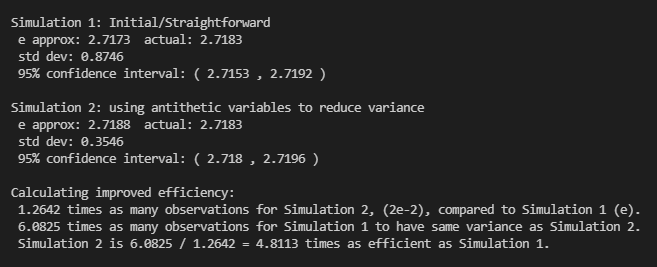 Simulation 1: Initial/Straightforward
e approx: 2.7173 actual: 2.7183
std dev: 0.8746
95% confidence interval: ( 2.7153 , 2.7192 )
Simulation 2: using antithetic variables to reduce variance
e approx: 2.7188 actual: 2.7183
std dev: 0.3546
95% confidence interval: ( 2.718 , 2.7196 )
Calculating improved efficiency:
1.2642 times as many observations for Simulation 2, (2e-2), compared to Simulation 1 (e).
6.0825 times as many observations for Simulation 1 to have same variance as Simulation 2.
Simulation 2 is 6.0825 / 1.2642 = 4.8113 times as efficient as Simulation 1.